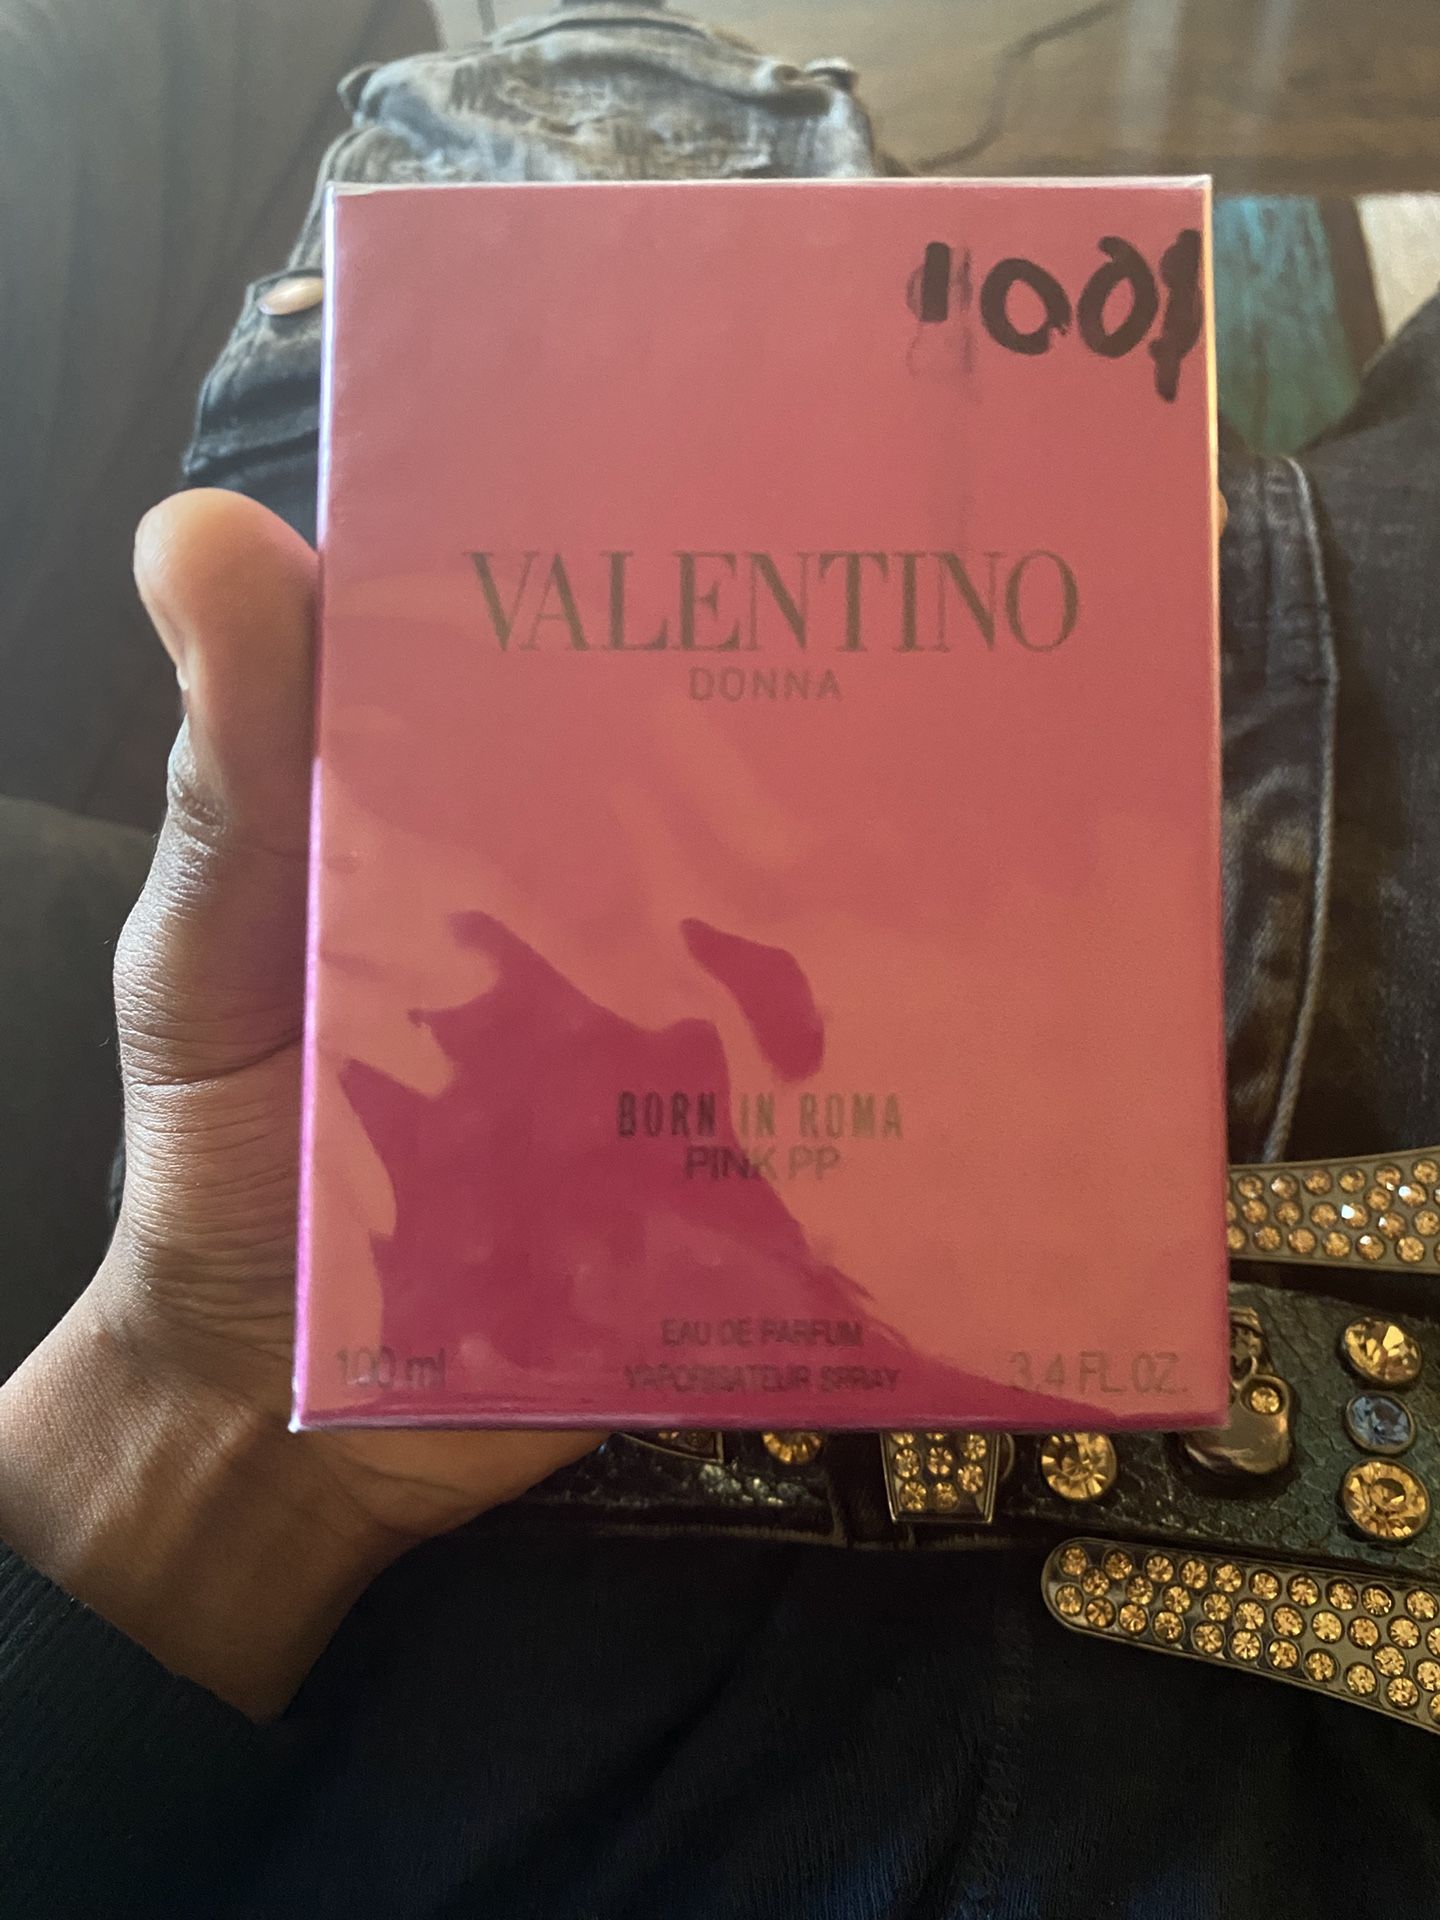 100$
VALENTINO
DONNA
BORN IN ROMA
PINK PP
EAU DE PARFUM
100 ml VAPORISATEUR SPRAY 3.4 FL.OZ.